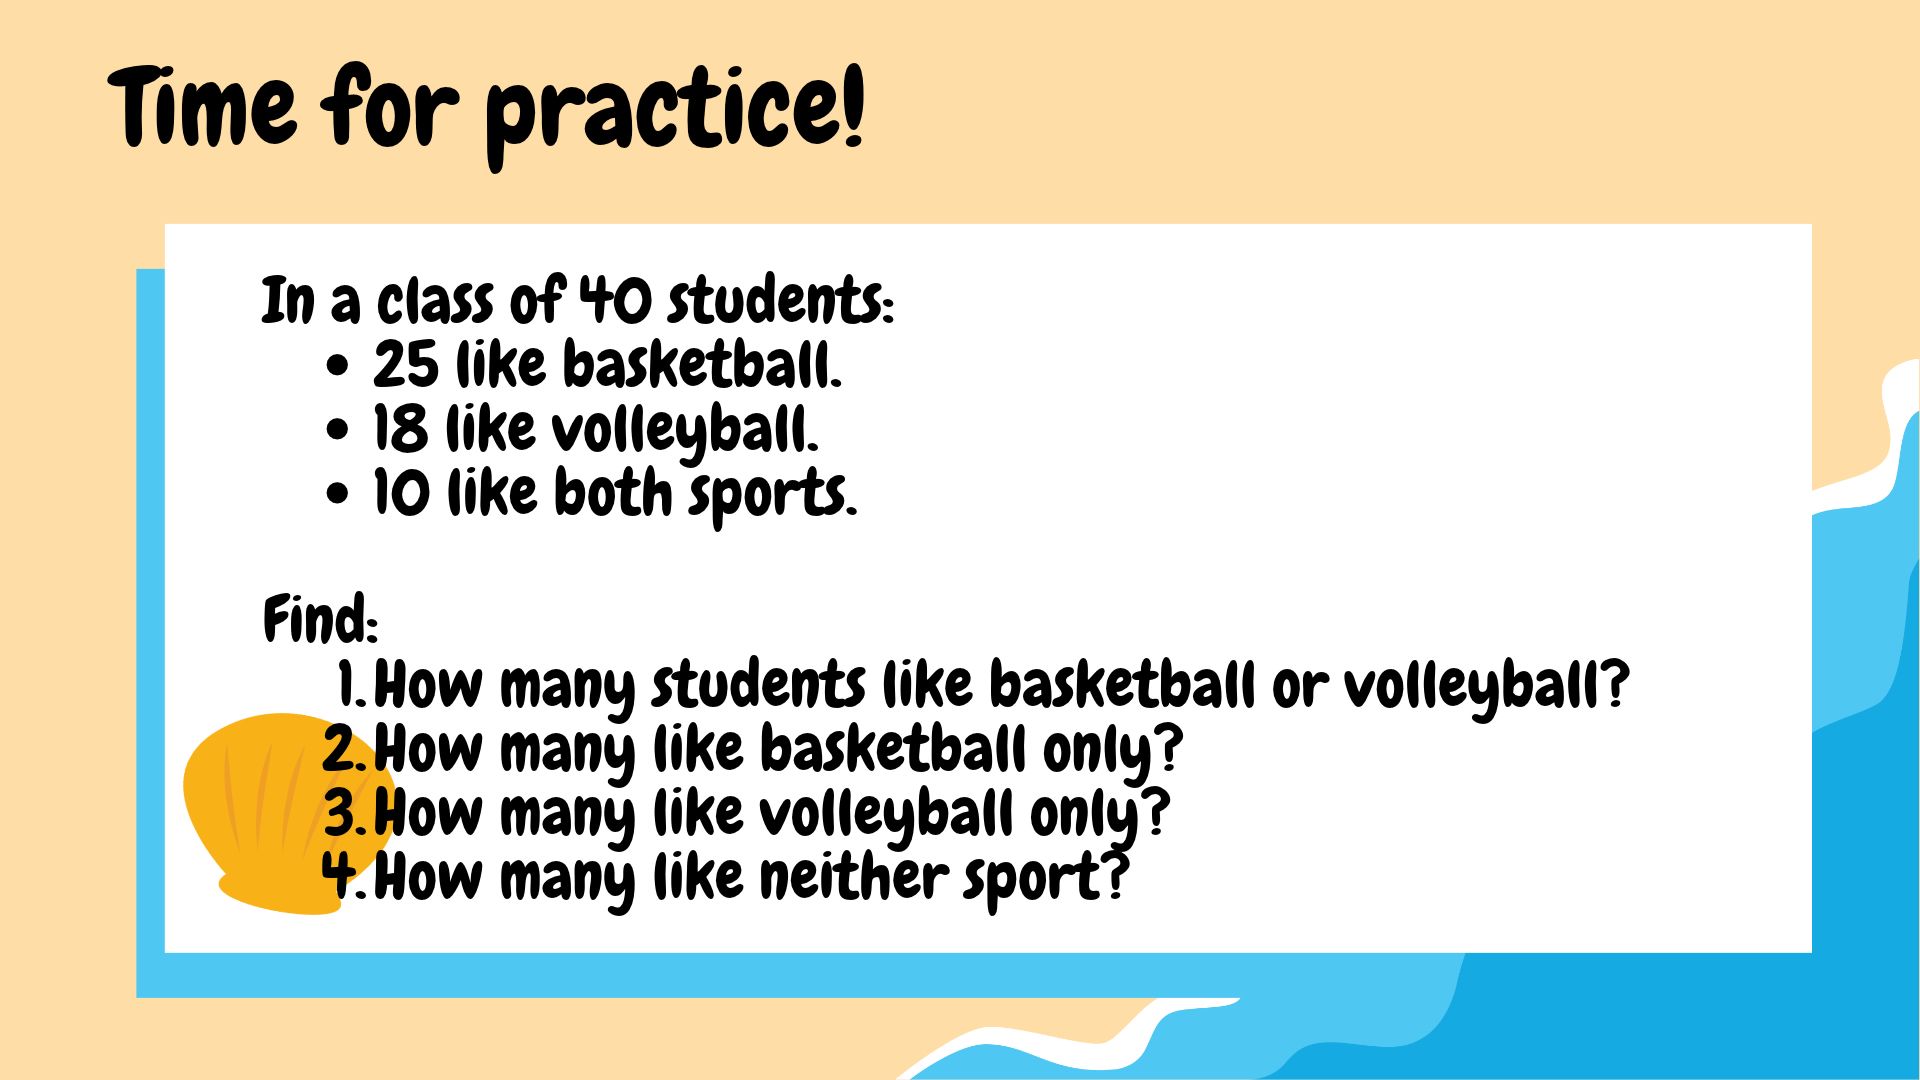 Time for practice!
In a class of 40 students:
• 25 like basketball.
• 18 like volleyball.
• 10 like both sports.
Find:
1. How many students like basketball or volleyball?
2. How many like basketball only?
3. How many like volleyball only?
4. How many like neither sport?